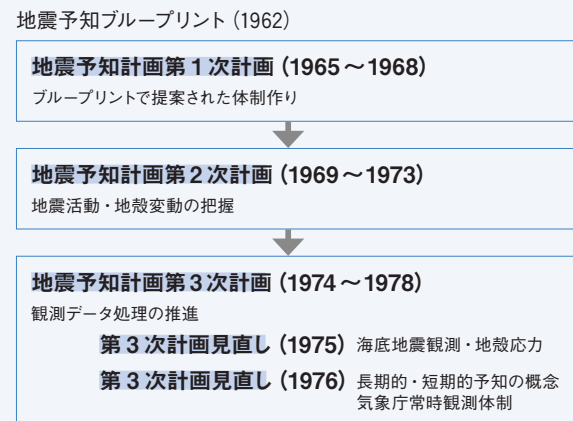 地震予知ブループリント（1962）
地震予知計画第1次計画（1965～1968）
ブループリントで提案された体制作り
地震予知計画第2次計画（1969～1973）
地震活動・地殻変動の把握
地震予知計画第3次計画（1974～1978）
観測データ処理の推進
第3次計画見直し（1975） 海底地震観測・地殻応力
第3次計画見直し（1976） 長期的・短期的予知の概念
気象庁常時観測体制